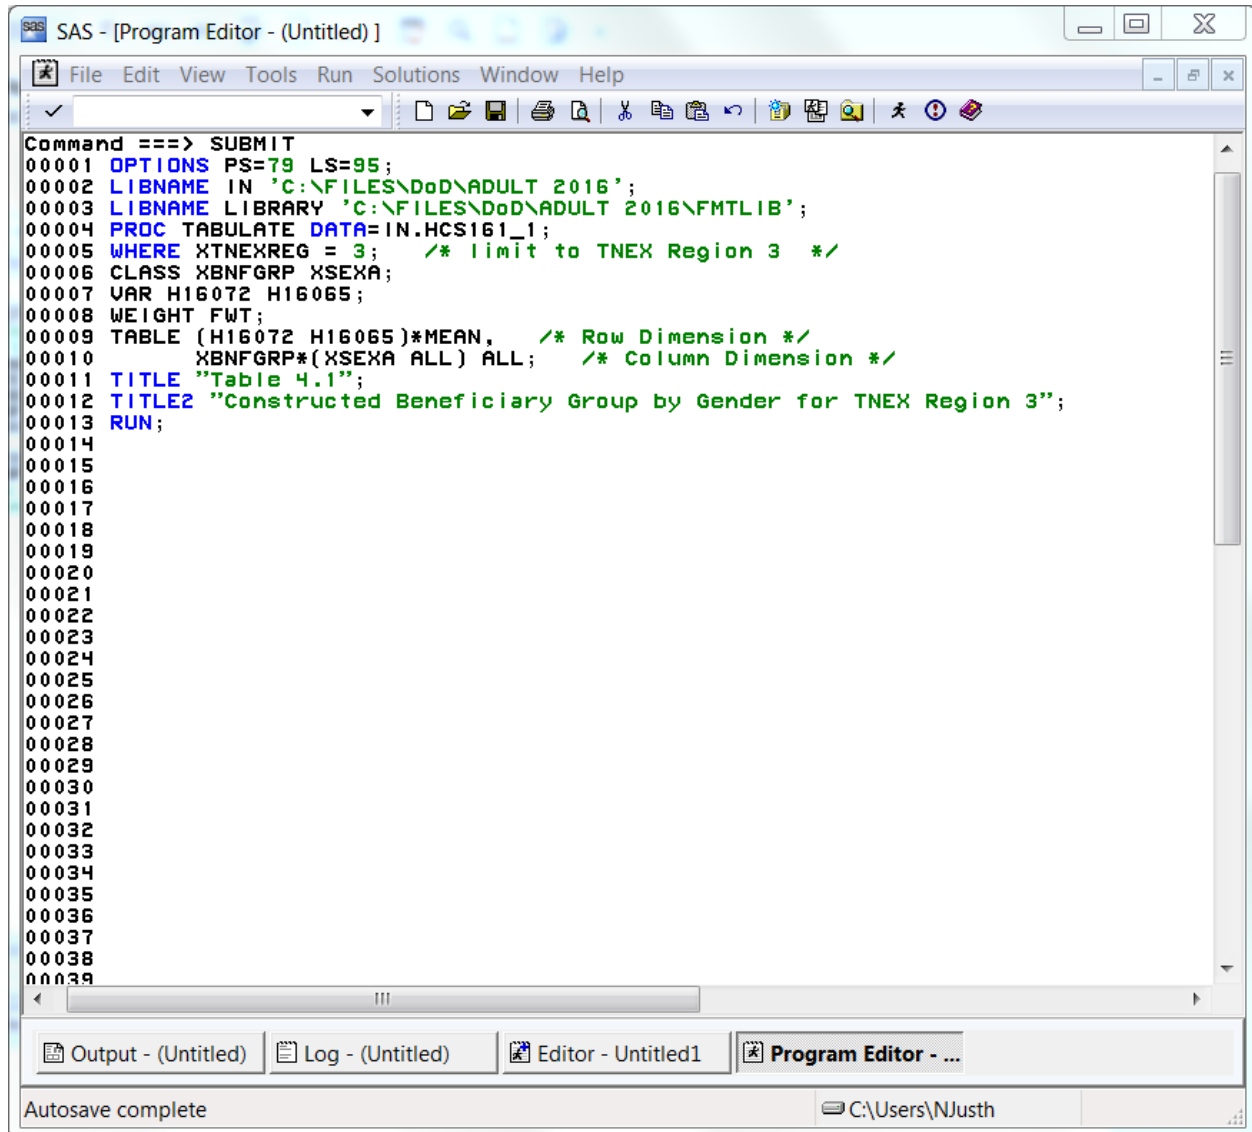 sas SAS - [Program Editor - (Untitled) ]
File Edit View Tools Run Solutions Window Help
Command ===> SUBMIT
00001 OPTIONS PS=79 LS=95;
00002 LIBNAME IN 'C:\FILES\DoD\ADULT 2016';
00003 LIBNAME LIBRARY 'C:\FILES\DoD\ADULT 2016\FMTLIB';
00004 PROC TABULATE DATA=IN.HCS161_1;
00005 WHERE XTNEXREG = 3;   /* limit to TNEX Region 3  */
00006 CLASS XBNFGRP XSEXA;
00007 VAR H16072 H16065;
00008 WEIGHT FWT;
00009 TABLE (H16072 H16065)*MEAN,   /* Row Dimension */
00010       XBNFGRP*(XSEXA ALL) ALL;   /* Column Dimension */
00011 TITLE "Table 4.1";
00012 TITLE2 "Constructed Beneficiary Group by Gender for TNEX Region 3";
00013 RUN;
00014
00015
00016
00017
00018
00019
00020
00021
00022
00023
00024
00025
00026
00027
00028
00029
00030
00031
00032
00033
00034
00035
00036
00037
00038
00039
Output - (Untitled) Log - (Untitled) Editor - Untitled1 Program Editor - ...
Autosave complete C:\Users\NJusth